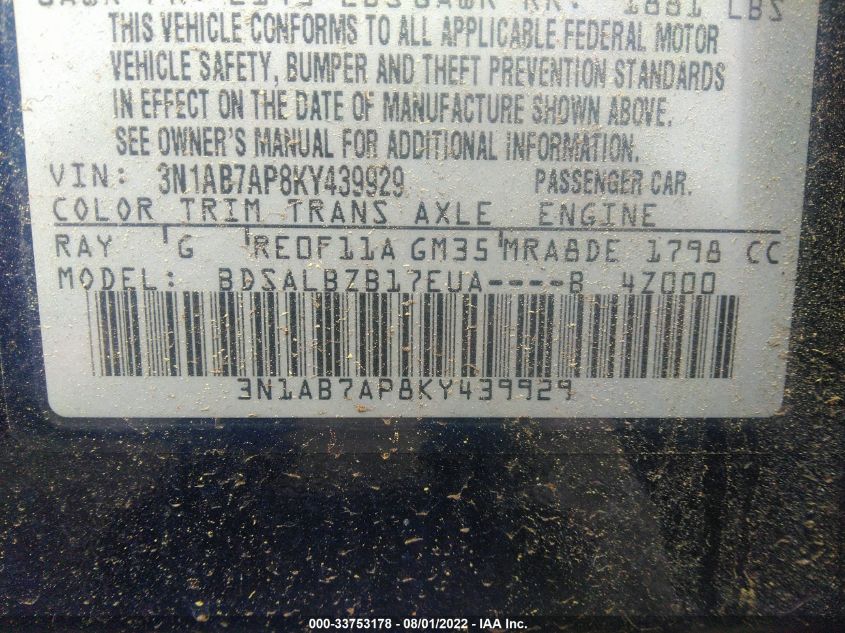 1881 LBS
THIS VEHICLE CONFORMS TO ALL APPLICABLE FEDERAL MOTOR
VEHICLE SAFETY, BUMPER AND THEFT PREVENTION STANDARDS
IN EFFECT ON THE DATE OF MANUFACTURE SHOWN ABOVE.
SEE OWNER'S MANUAL FOR ADDITIONAL INFORMATION.
VIN: 3N1AB7AP8KY439929 PASSENGER CAR.
COLOR TRIM TRANS AXLE ENGINE
RAY G RE0F11A GM35 MRA8DE 1798 CC
MODEL: BDSALBZB17EUA----B 4Z000
3N1AB7AP8KY439929
000-33753178 - 08/01/2022 - IAA Inc.